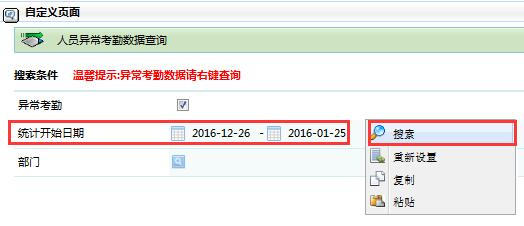 自定义页面
人员异常考勤数据查询
搜索条件 温馨提示:异常考勤数据请右键查询
异常考勤
统计开始日期 2016-12-26 - 2016-01-25
搜索
重新设置
部门
复制
粘贴